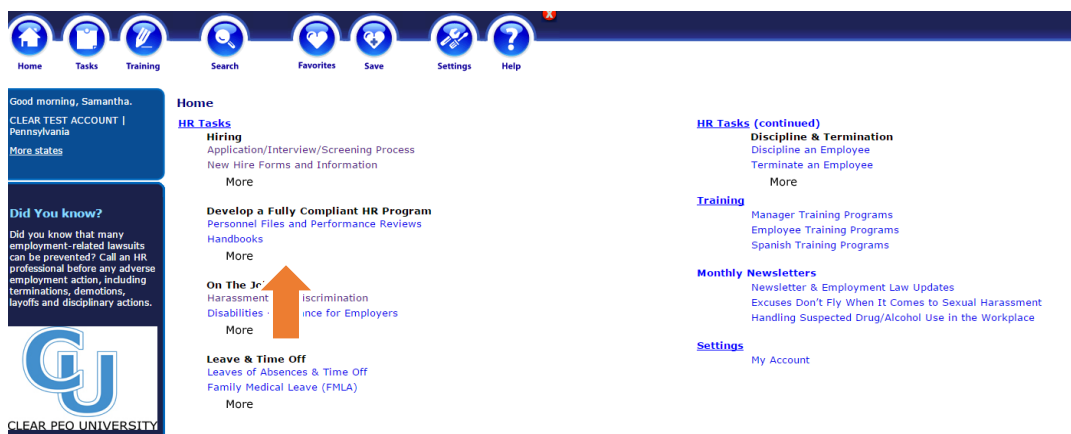 X
Home Tasks Training Search Favorites Save Settings Help
Good morning, Samantha.
CLEAR TEST ACCOUNT |
Pennsylvania
More states
Did You know?
Did you know that many
employment-related lawsuits
can be prevented? Call an HR
professional before any adverse
employment action, including
terminations, demotions,
layoffs and disciplinary actions.
CU
CLEAR PEO UNIVERSITY
Home
HR Tasks
Hiring
Application/Interview/Screening Process
New Hire Forms and Information
More
Develop a Fully Compliant HR Program
Personnel Files and Performance Reviews
Handbooks
More
On The
Harassment
Disabilities for Employers
More
Leave & Time Off
Leaves of Absences & Time Off
Family Medical Leave (FMLA)
More
HR Tasks (continued)
Discipline & Termination
Discipline an Employee
Terminate an Employee
More
Training
Manager Training Programs
Employee Training Programs
Spanish Training Programs
Monthly Newsletters
Newsletter & Employment Law Updates
Excuses Don't Fly When It Comes to Sexual Harassment
Handling Suspected Drug/Alcohol Use in the Workplace
Settings
My Account